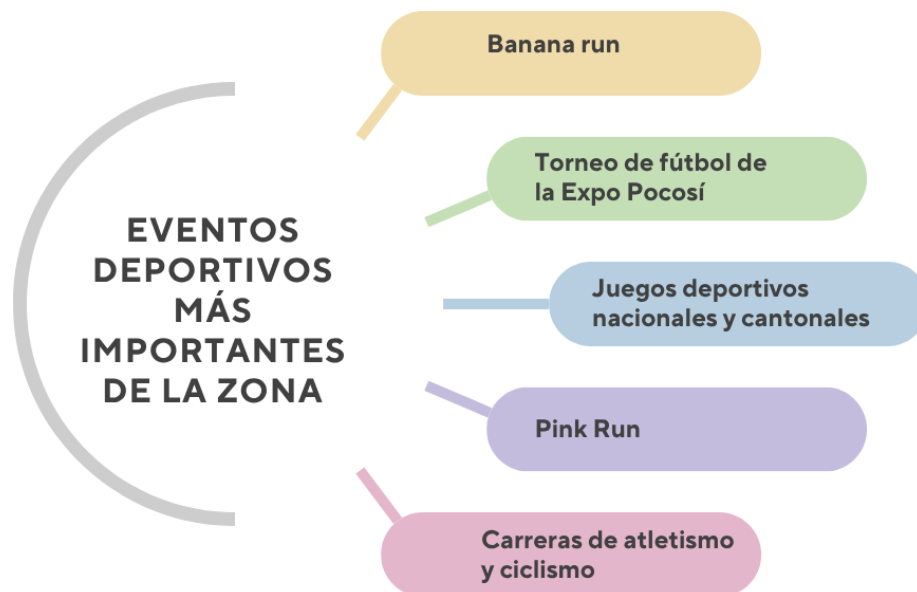 EVENTOS
DEPORTIVOS
MÁS
IMPORTANTES
DE LA ZONA
Banana run
Torneo de fútbol de
la Expo Pocosí
Juegos deportivos
nacionales y cantonales
Pink Run
Carreras de atletismo
y ciclismo